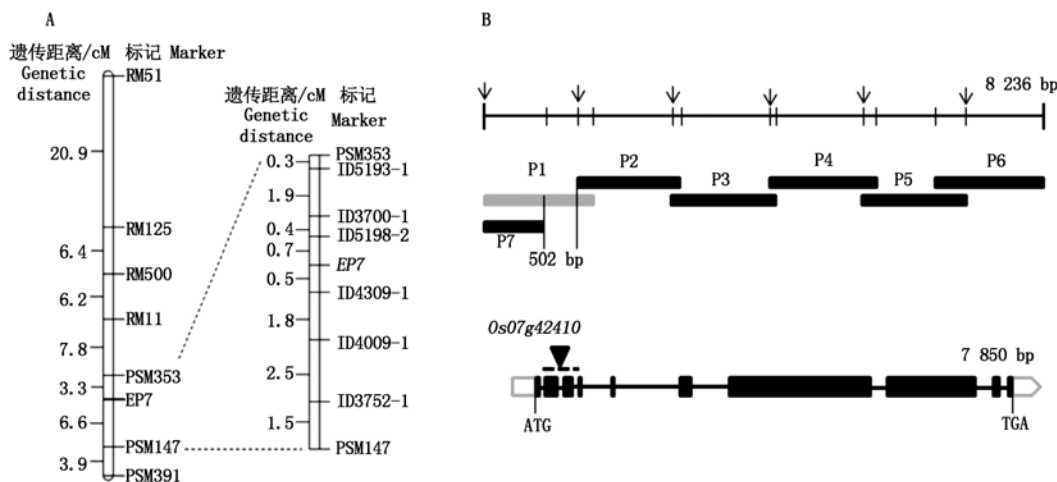 A
遗传距离/cM 标记 Marker
Genetic
distance
RM51
20.9
RM125
6.4
RM500
6.2
RM11
7.8
PSM353
3.3
EP7
6.6
PSM147
3.9
PSM391
遗传距离/cM 标记
Genetic Marker
distance
PSM353
0.3
ID5193-1
1.9
ID3700-1
0.4
ID5198-2
0.7
EP7
0.5
ID4309-1
1.8
ID4009-1
2.5
ID3752-1
1.5
PSM147
B
8 236 bp
P1 P2 P3 P4 P5 P6
P7
502 bp
Os07g42410
7 850 bp
ATG TGA